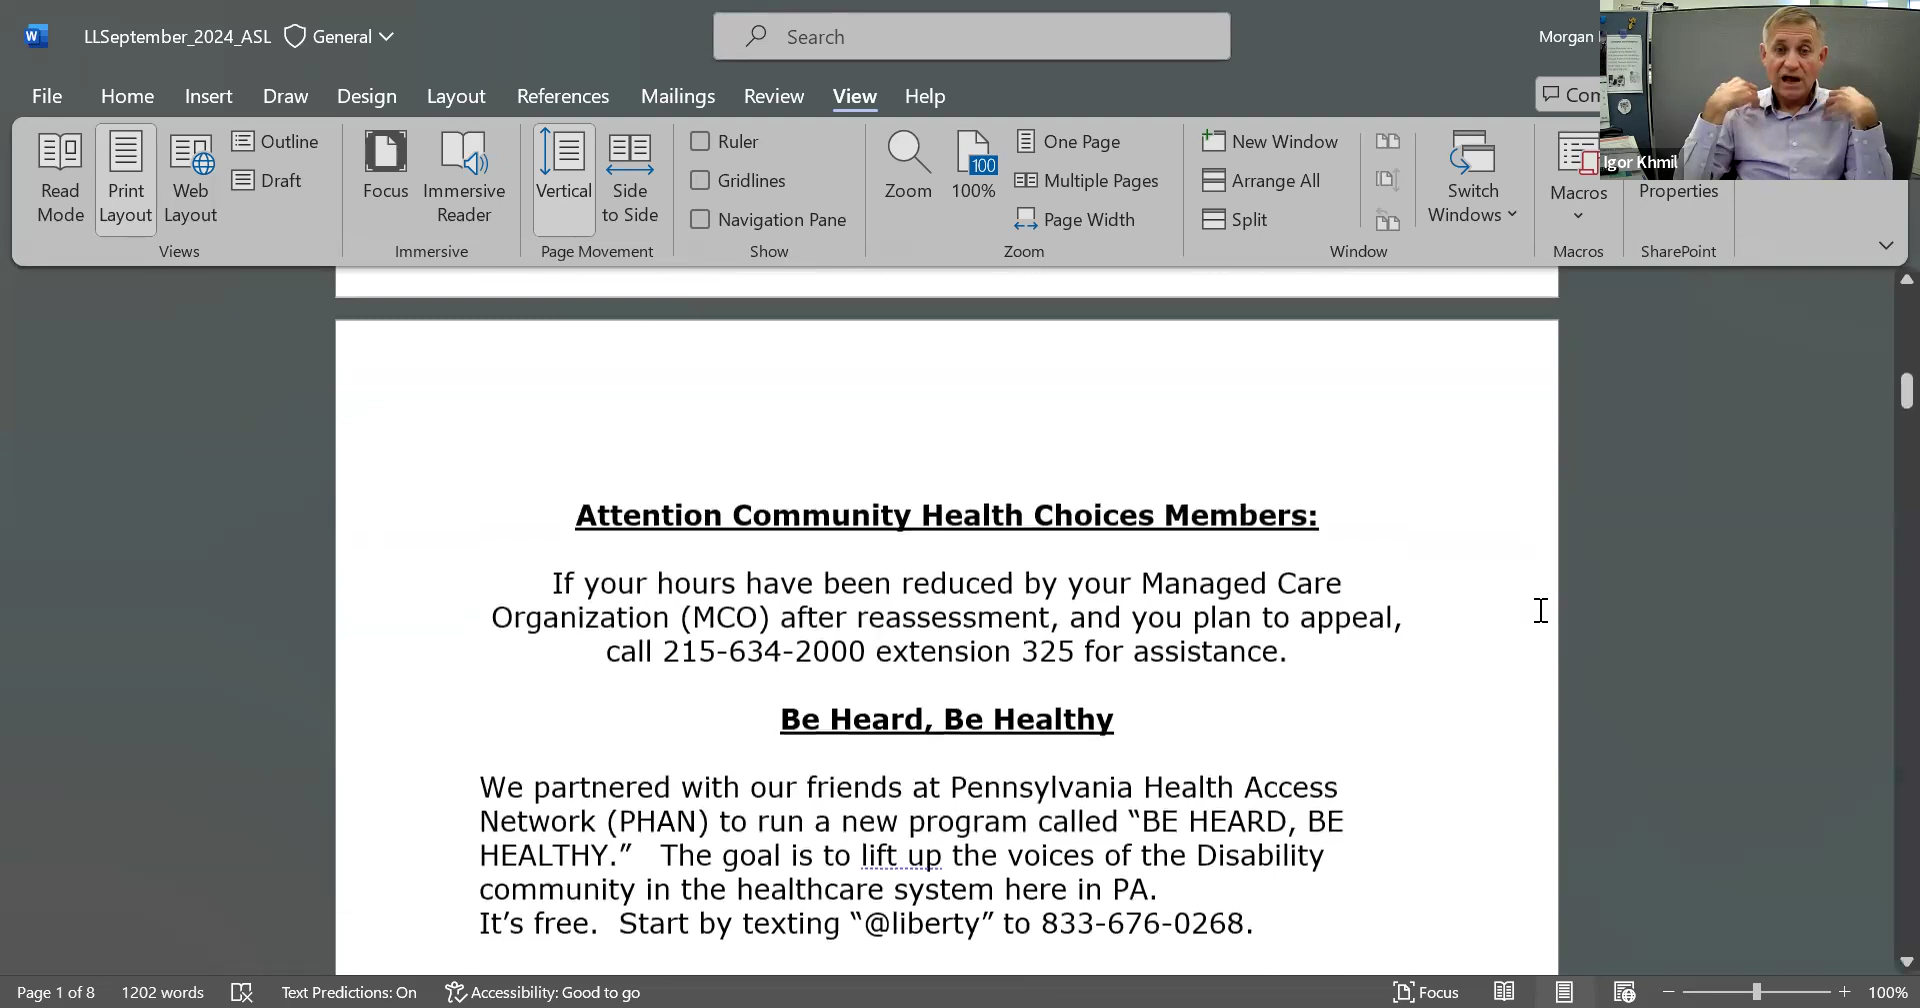 LLSeptember_2024_ASL General
Search
Morgan
File Home Insert Draw Design Layout References Mailings Review View Help
Read Mode
Print Layout
Web Layout
Outline
Draft
Views
Focus
Immersive Reader
Immersive
Vertical
Side to Side
Page Movement
Ruler
Gridlines
Navigation Pane
Show
Zoom
100
100%
One Page
Multiple Pages
Page Width
Zoom
New Window
Arrange All
Split
Switch Windows
Window
Macros
Macros
Igor Khmil
Properties
SharePoint
Attention Community Health Choices Members:
If your hours have been reduced by your Managed Care
Organization (MCO) after reassessment, and you plan to appeal,
call 215-634-2000 extension 325 for assistance.
Be Heard, Be Healthy
We partnered with our friends at Pennsylvania Health Access
Network (PHAN) to run a new program called “BE HEARD, BE
HEALTHY.” The goal is to lift up the voices of the Disability
community in the healthcare system here in PA.
It’s free. Start by texting “@liberty” to 833-676-0268.
Page 1 of 8 1202 words Text Predictions: On Accessibility: Good to go Focus 100%